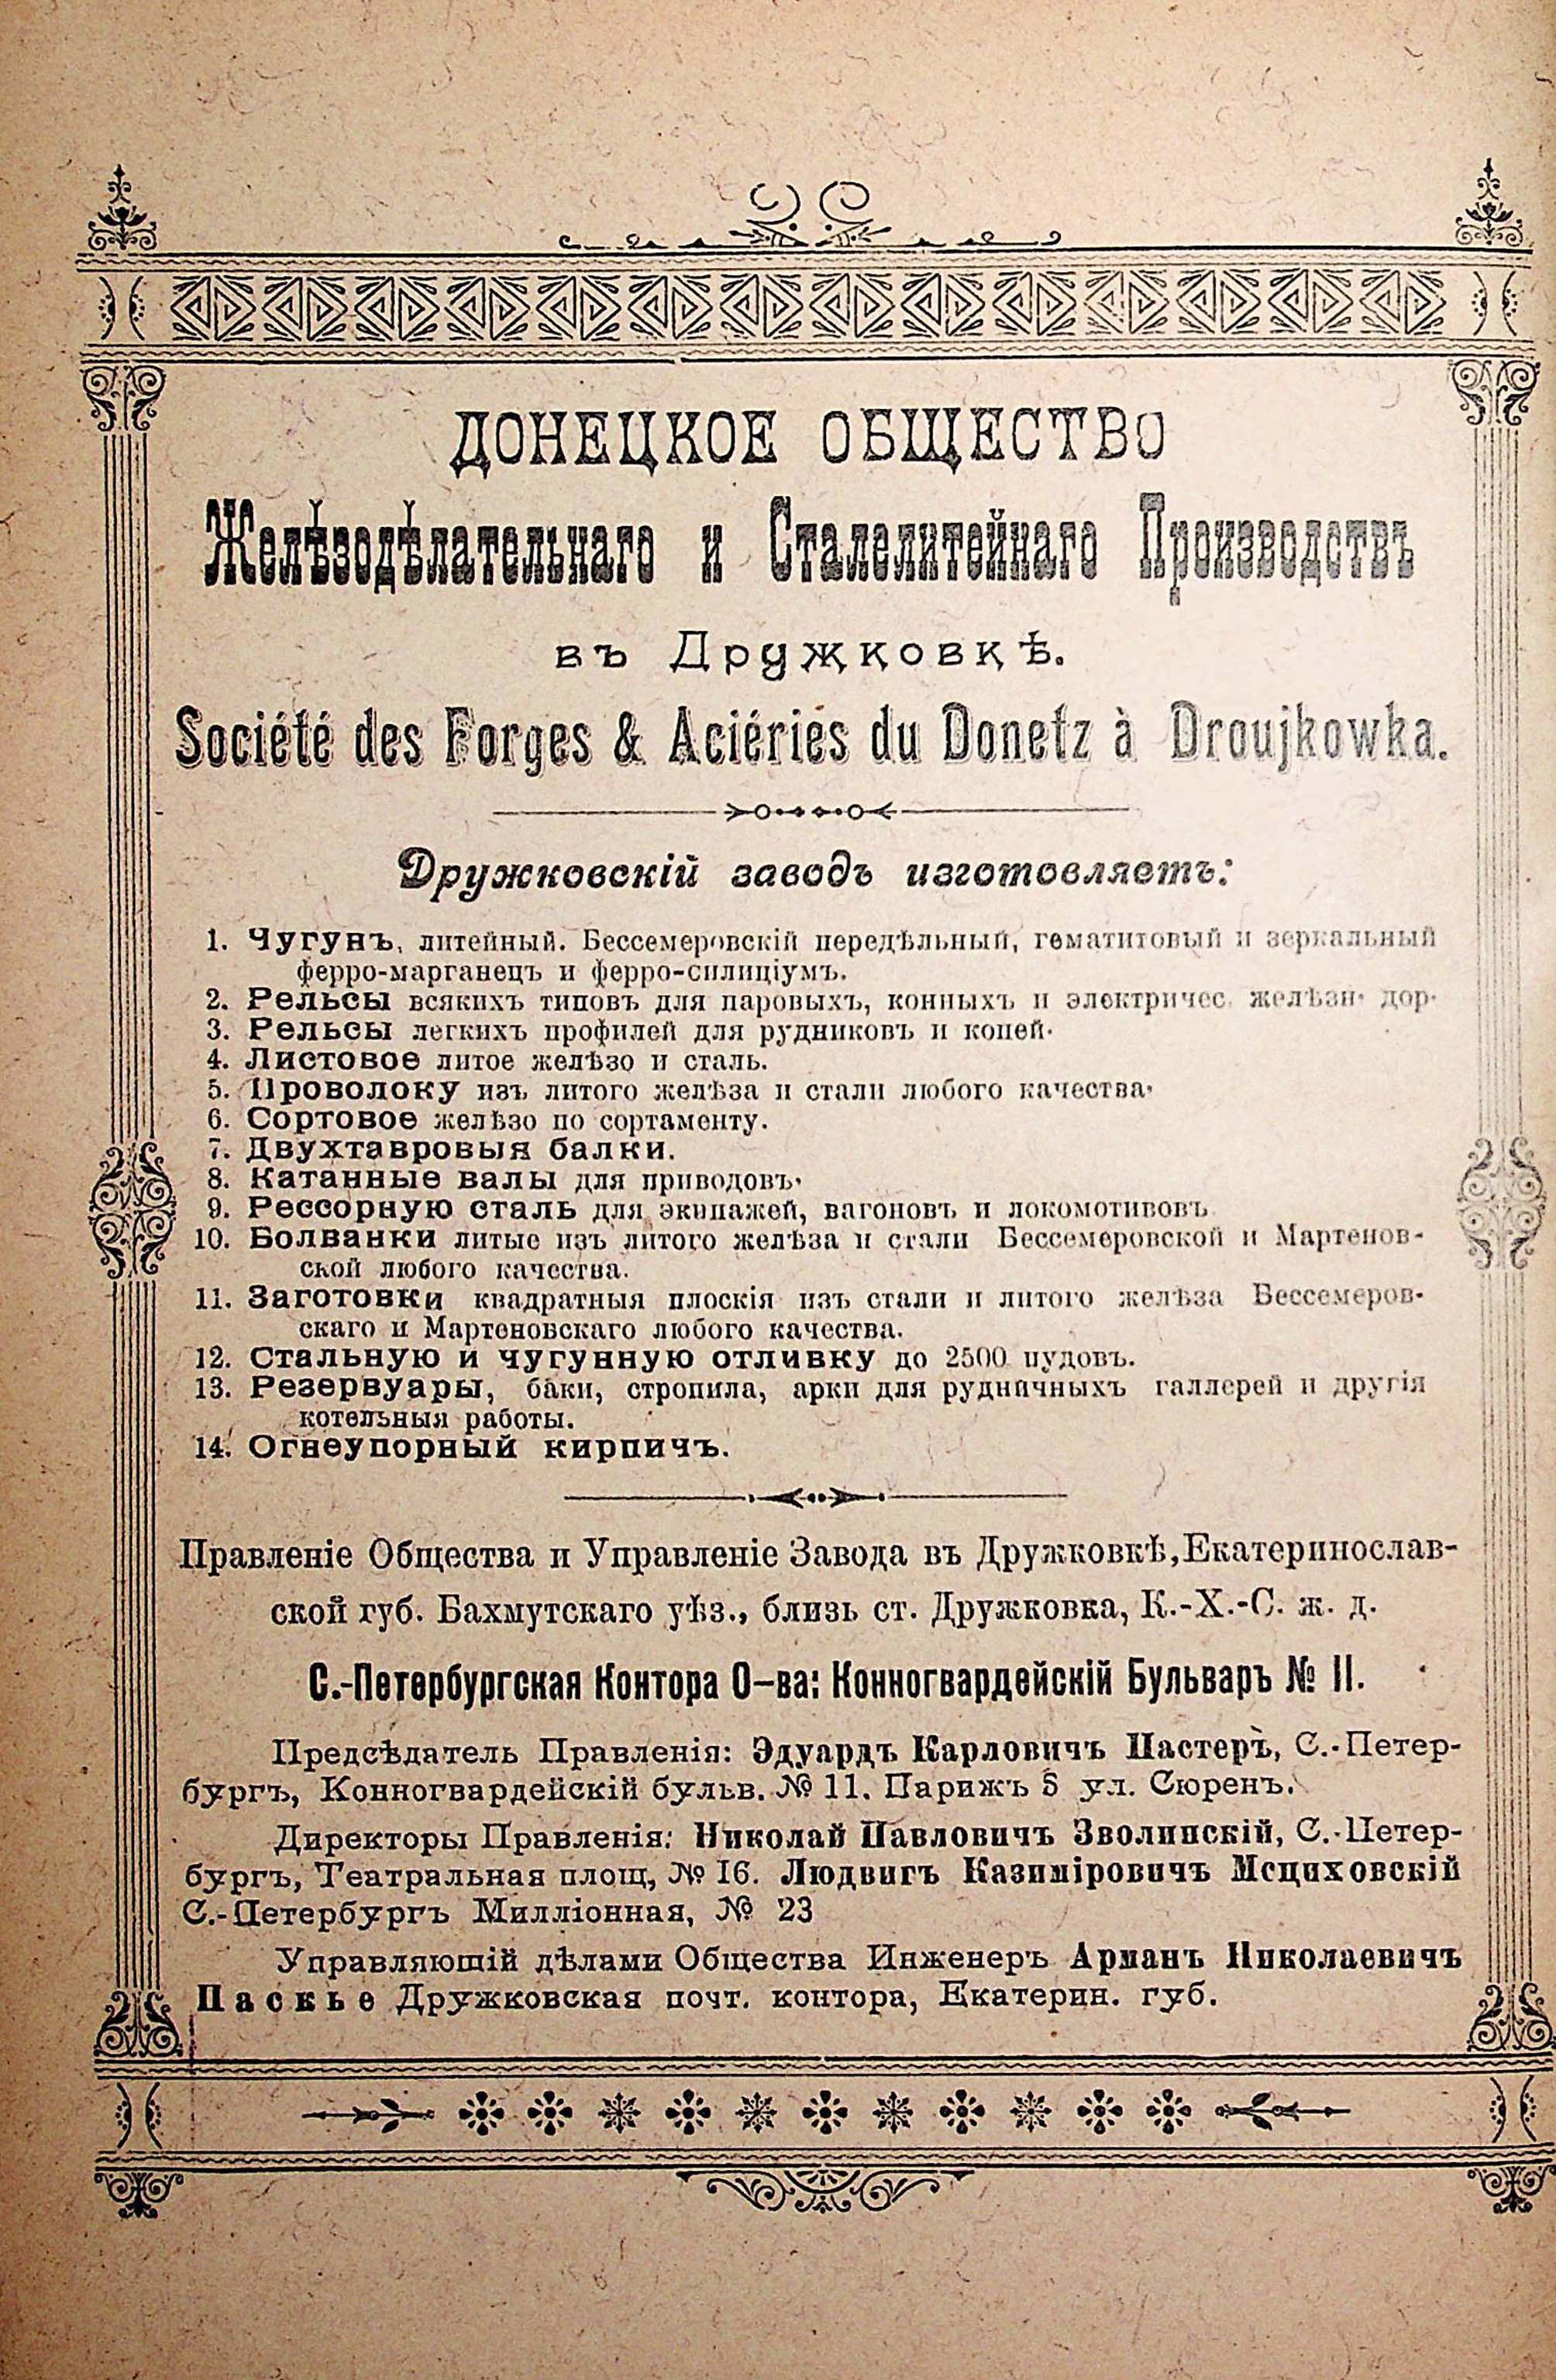 ДОНЕЦКОЕ ОБЩЕСТВО
Желѣзодѣлательнаго и Сталелитейнаго Производствъ
въ Дружковкѣ.
Société des Forges & Aciéries du Donetz à Droujkowka.
Дружковскій заводъ изготовляетъ:
1. Чугунъ, литейный. Бессемеровскій передѣльный, гематитовый и зеркальный
ферро-марганецъ и ферро-силиціумъ.
2. Рельсы всякихъ типовъ для паровыхъ, конныхъ и электричес. желѣзн. дор.
3. Рельсы легкихъ профилей для рудниковъ и копей.
4. Листовое литое желѣзо и сталь.
5. Проволоку изъ литого желѣза и стали любого качества.
6. Сортовое желѣзо по сортаменту.
7. Двухтавровыя балки.
8. Катанные валы для приводовъ.
9. Рессорную сталь для экипажей, вагоновъ и локомотивовъ
10. Болванки литые изъ литого желѣза и стали Бессемеровской и Мартенов-
ской любого качества.
11. Заготовки квадратныя плоскія изъ стали и литого желѣза Бессемеров-
скаго и Мартеновскаго любого качества.
12. Стальную и чугунную отливку до 2500 пудовъ.
13. Резервуары, баки, стропила, арки для рудничныхъ галлерей и другія
котельныя работы.
14. Огнеупорный кирпичъ.
Правленіе Общества и Управленіе Завода въ Дружковкѣ, Екатеринослав-
ской губ. Бахмутскаго уѣз., близь ст. Дружковка, К.-Х.-С. ж. д.
С.-Петербургская Контора О-ва: Конногвардейскій Бульваръ № 11.
Предсѣдатель Правленія: Эдуардъ Карловичъ Пастеръ, С.-Петер-
бургъ, Конногвардейскій бульв. № 11. Парижъ 5 ул. Сюренъ.
Директоры Правленія: Николай Павловичъ Зволинскій, С.-Петер-
бургъ, Театральная площ, № 16. Людвигъ Казиміровичъ Мсциховскій
С.-Петербургъ Милліонная, № 23
Управляющій дѣлами Общества Инженеръ Арманъ Николаевичъ
Паскье Дружковская почт. контора, Екатерин. губ.